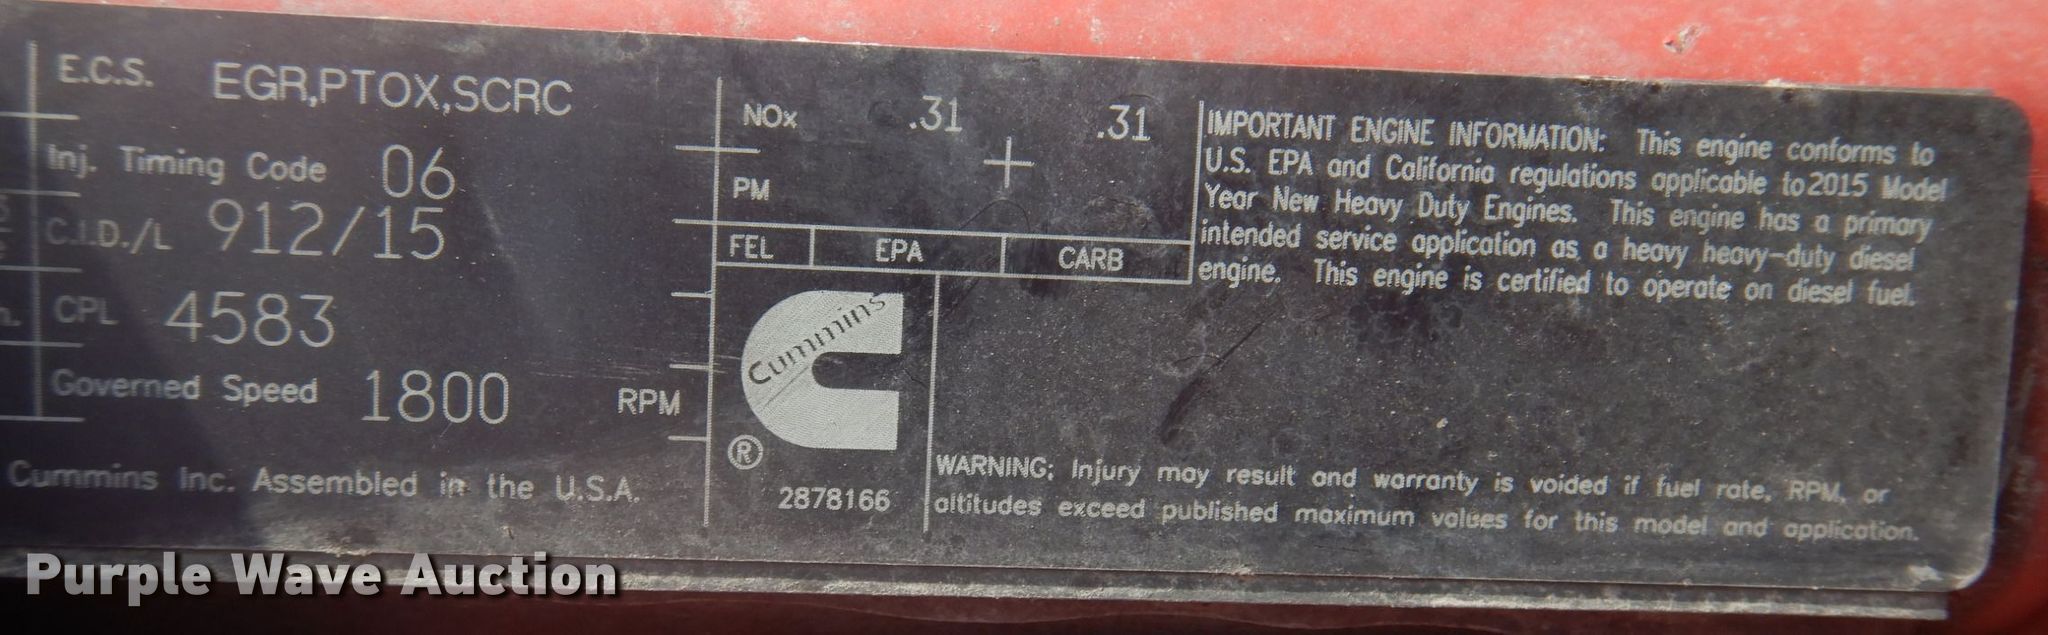 E.C.S. EGR,PTOX,SCRC
Inj. Timing Code 06
C.I.D./L 912/15
CPL 4583
Governed Speed 1800 RPM
Cummins Inc. Assembled in the U.S.A.
NOx .31 .31
PM
FEL EPA CARB
Cummins
®
2878166
IMPORTANT ENGINE INFORMATION: This engine conforms to
U.S. EPA and California regulations applicable to 2015 Model
Year New Heavy Duty Engines. This engine has a primary
intended service application as a heavy heavy-duty diesel
engine. This engine is certified to operate on diesel fuel.
WARNING: Injury may result and warranty is voided if fuel rate, RPM, or
altitudes exceed published maximum values for this model and application.
Purple Wave Auction